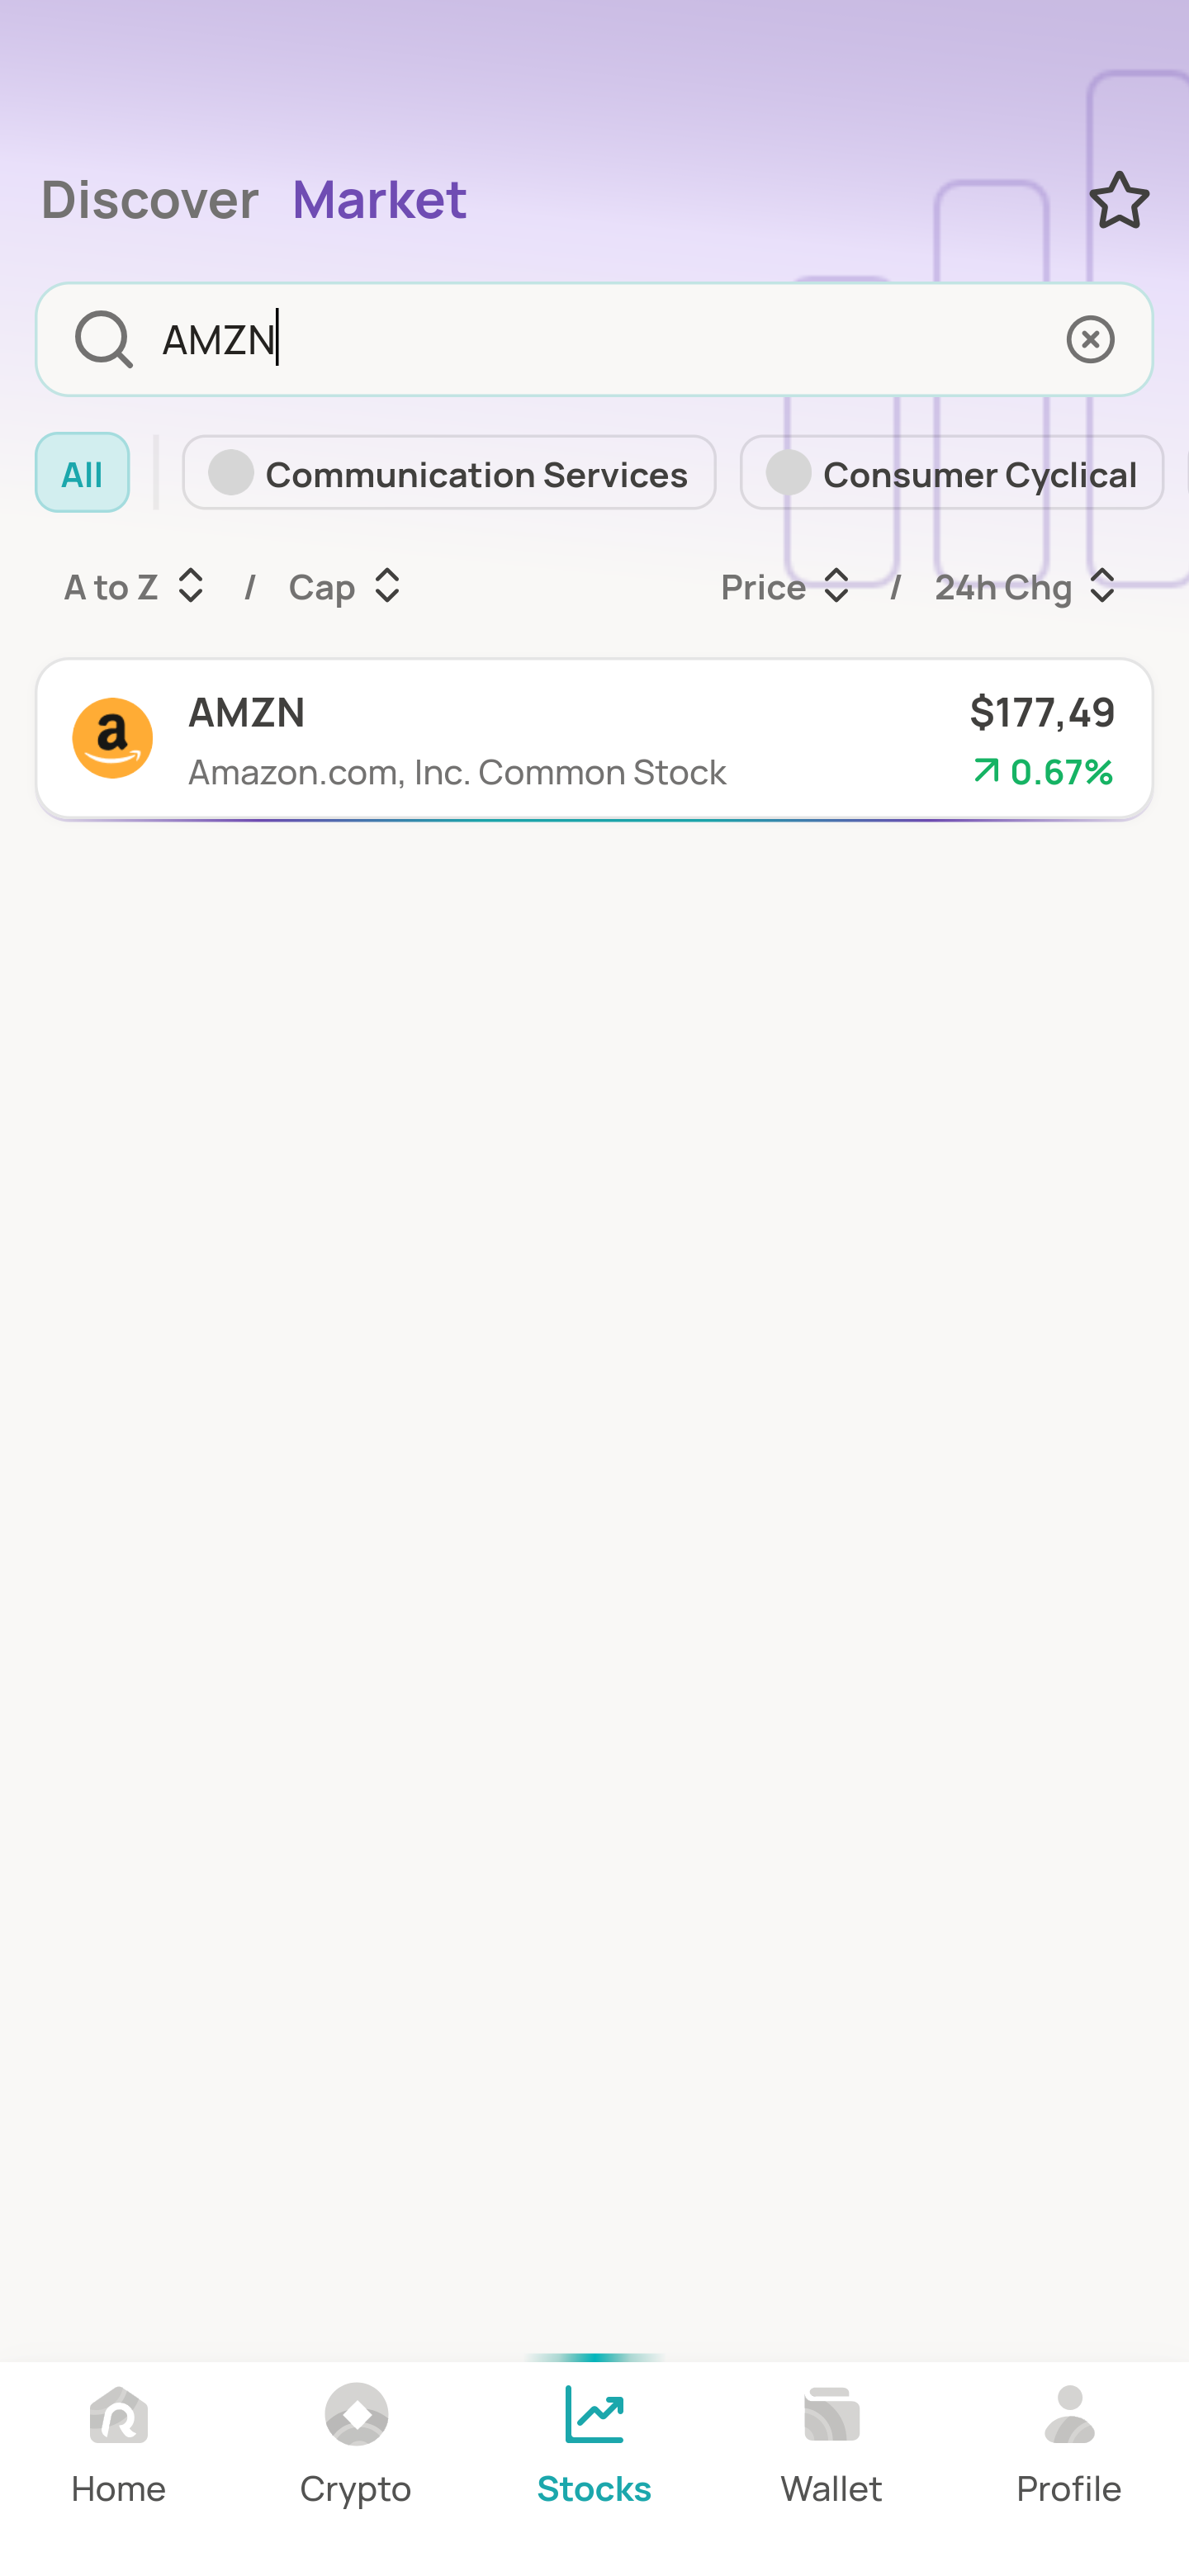 Discover Market
AMZN
All Communication Services Consumer Cyclical
A to Z / Cap Price / 24h Chg
AMZN $177,49
Amazon.com, Inc. Common Stock 0.67%
Home Crypto Stocks Wallet Profile